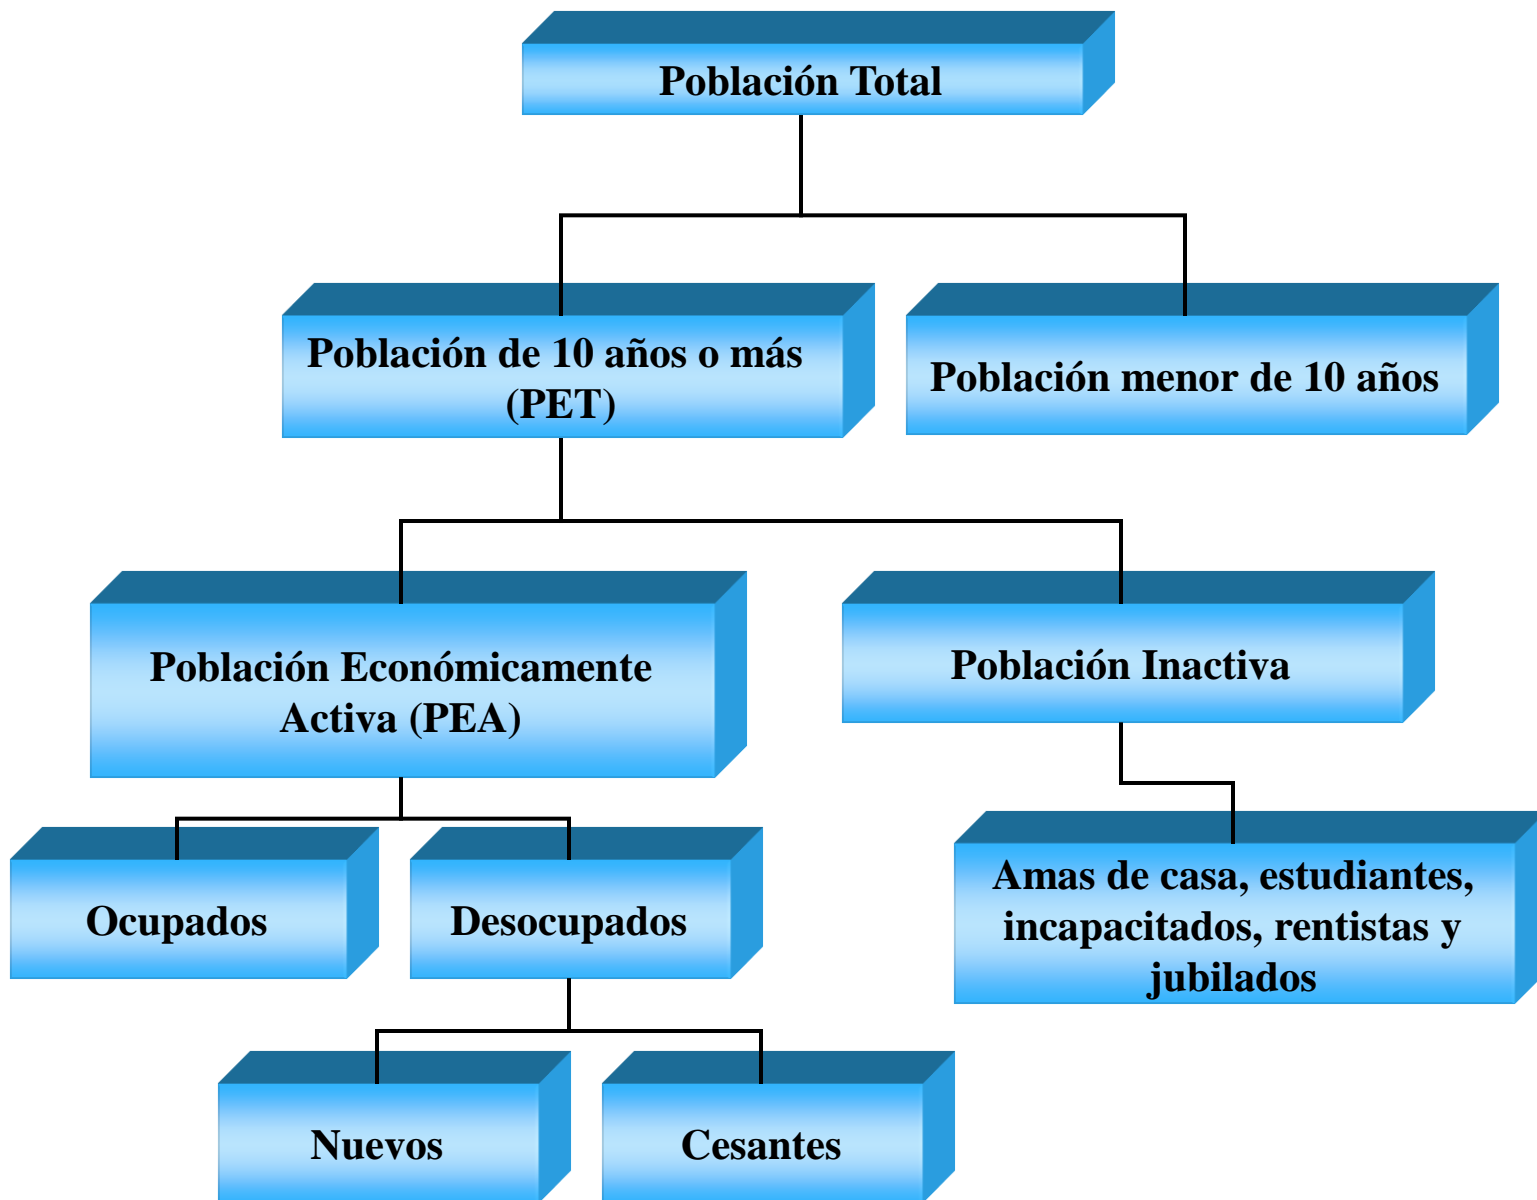 Población Total
Población de 10 años o más
(PET)
Población menor de 10 años
Población Económicamente
Activa (PEA)
Población Inactiva
Ocupados
Desocupados
Amas de casa, estudiantes,
incapacitados, rentistas y
jubilados
Nuevos
Cesantes